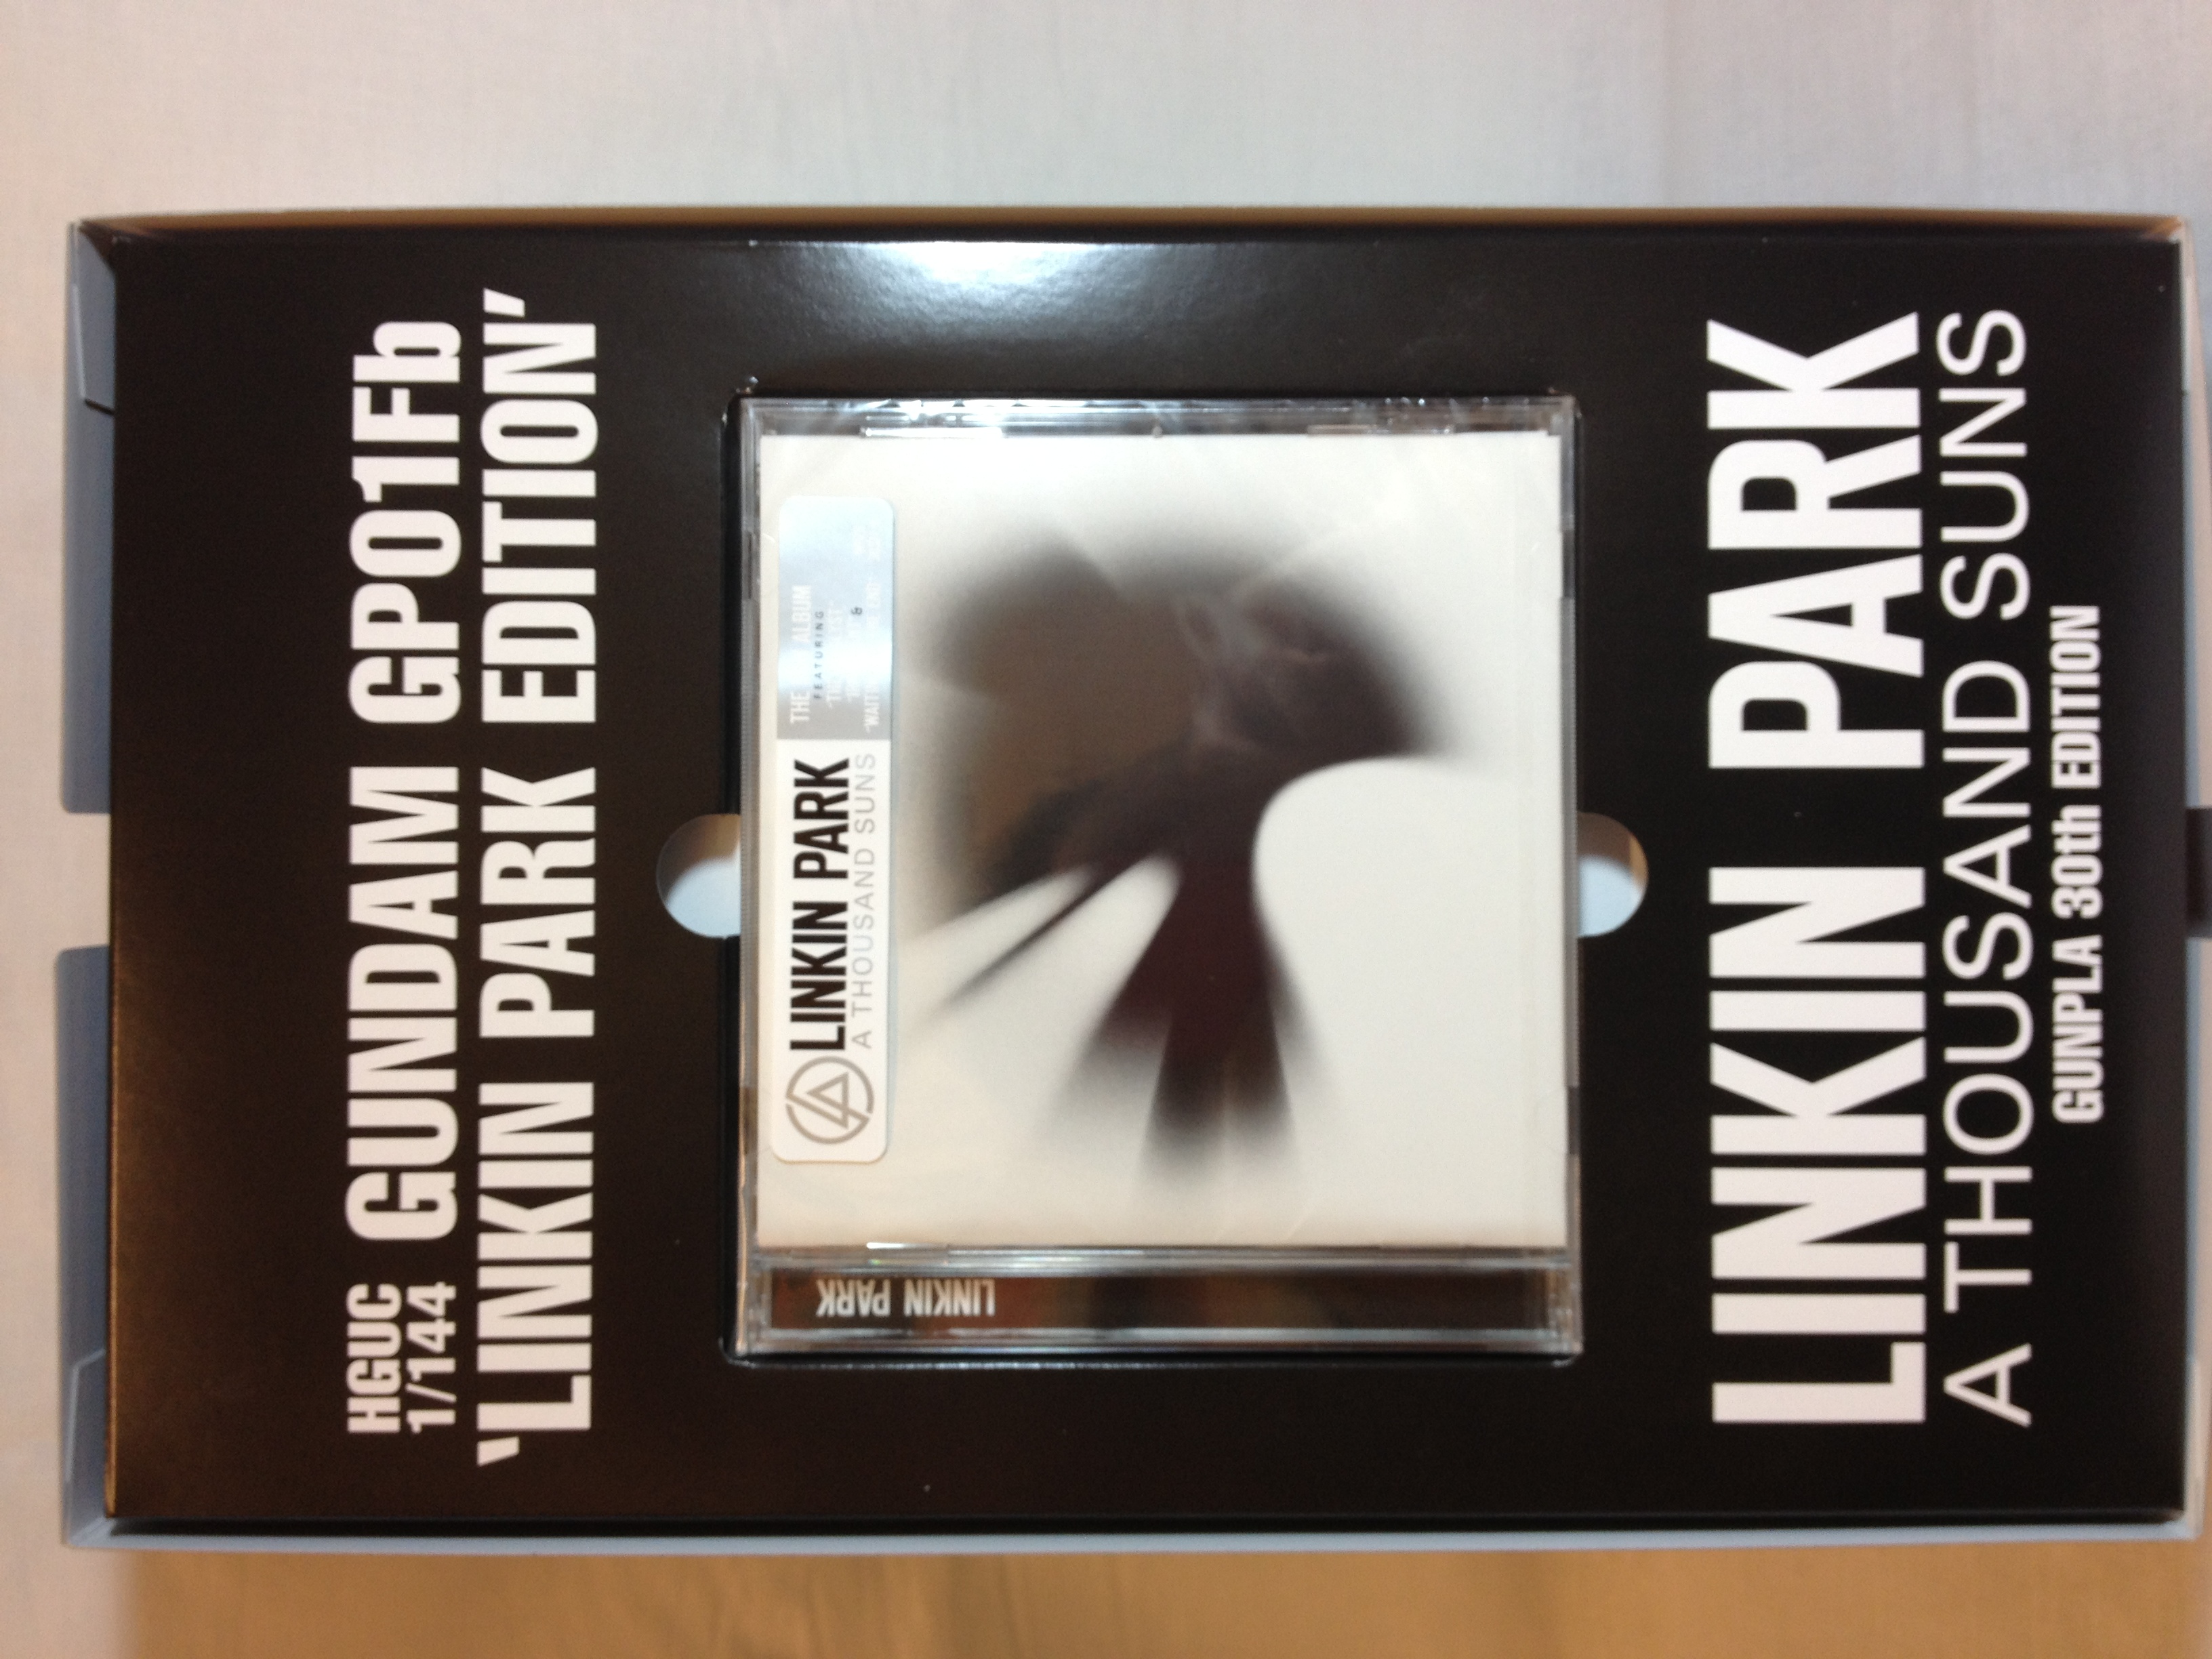 HGUC
1/144
GUNDAM GP01Fb
'LINKIN PARK EDITION'
LINKIN PARK
LINKIN PARK
A THOUSAND SUNS
THE ALBUM
FEATURING
&
LINKIN PARK
A THOUSAND SUNS
GUNPLA 30th EDITION